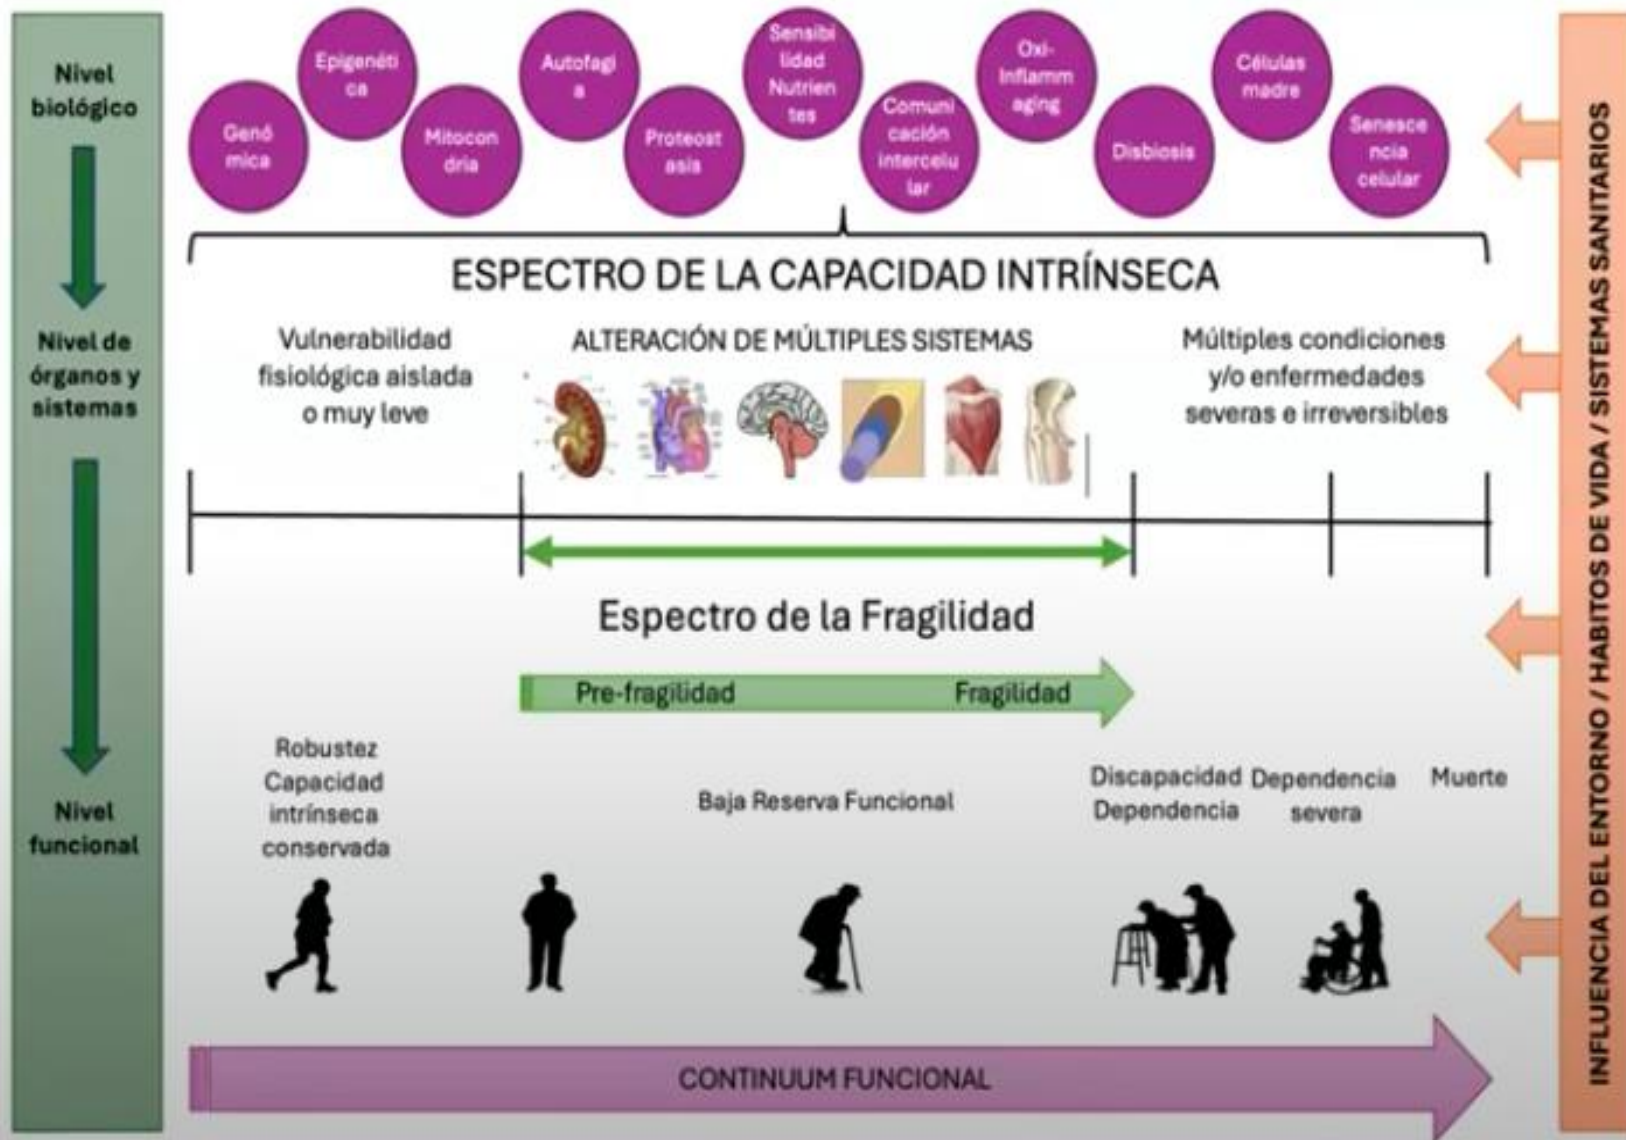 Nivel
biológico
Nivel de
órganos y
sistemas
Nivel
funcional
Genó
mica
Epigenéti
ca
Mitocon
dria
Autofagi
a
Proteost
asis
Sensibi
lidad
Nutrien
tes
Comuni
cación
intercelu
lar
Oxi-
Inflamm
aging
Disbiosis
Células
madre
Senesce
ncia
celular
ESPECTRO DE LA CAPACIDAD INTRÍNSECA
Vulnerabilidad
fisiológica aislada
o muy leve
ALTERACIÓN DE MÚLTIPLES SISTEMAS
Múltiples condiciones
y/o enfermedades
severas e irreversibles
Espectro de la Fragilidad
Pre-fragilidad
Fragilidad
Robustez
Capacidad
intrínseca
conservada
Baja Reserva Funcional
Discapacidad
Dependencia
Dependencia
severa
Muerte
CONTINUUM FUNCIONAL
INFLUENCIA DEL ENTORNO / HABITOS DE VIDA / SISTEMAS SANITARIOS